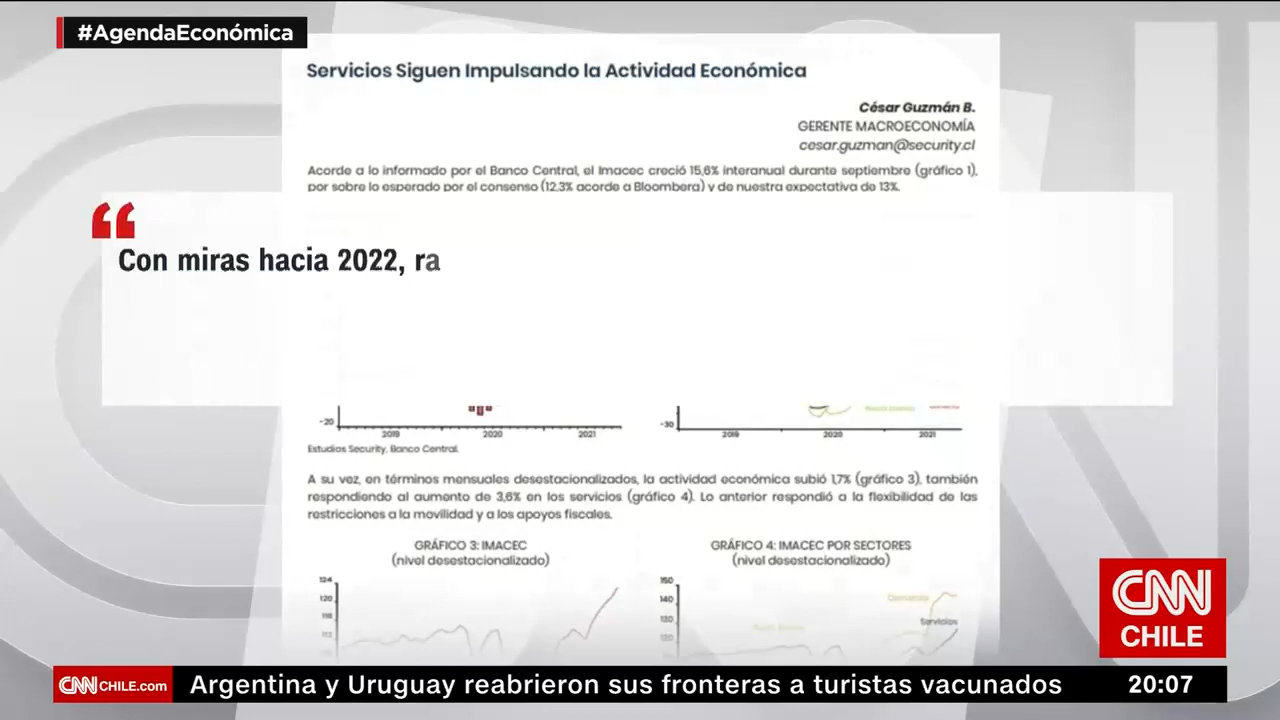 #AgendaEconómica
Servicios Siguen Impulsando la Actividad Económica
César Guzmán B.
GERENTE MACROECONOMÍA
cesar.guzman@security.cl
Acorde a lo informado por el Banco Central, el Imacec creció 15,6% interanual durante septiembre (gráfico 1),
por sobre lo esperado por el consenso (12,3% acorde a Bloomberg) y de nuestra expectativa de 13%.
“
Con miras hacia 2022, ra
-20
2019 2020 2021
-30
2019 2020 2021
Estudios Security, Banco Central.
A su vez, en términos mensuales desestacionalizados, la actividad económica subió 1,7% (gráfico 3), también
respondiendo al aumento de 3,6% en los servicios (gráfico 4). Lo anterior respondió a la flexibilidad de las
restricciones a la movilidad y a los apoyos fiscales.
GRÁFICO 3: IMACEC
(nivel desestacionalizado)
GRÁFICO 4: IMACEC POR SECTORES
(nivel desestacionalizado)
124
120
116
112
150
140
130
120
Comercio
Servicios
CNN
CHILE
CNNCHILE.com
Argentina y Uruguay reabrieron sus fronteras a turistas vacunados
20:07